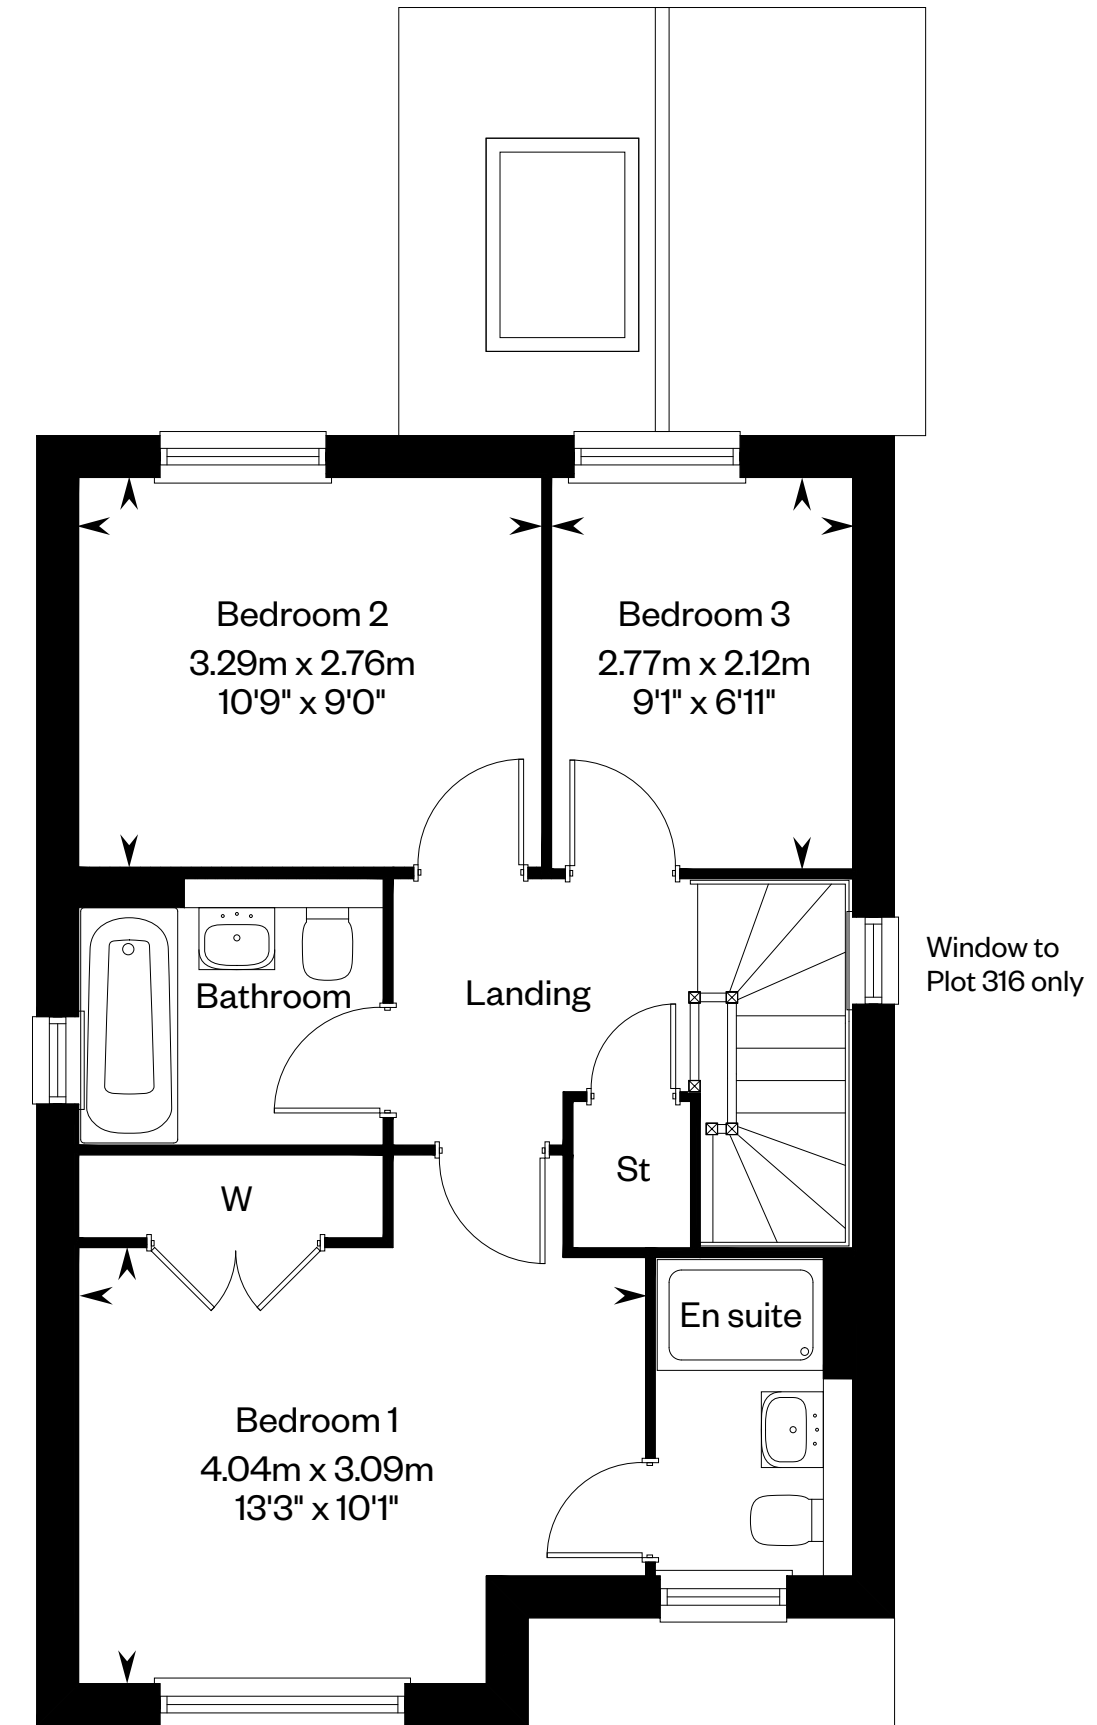 Bedroom 2
3.29m x 2.76m
10'9" x 9'0"
Bedroom 3
2.77m x 2.12m
9'1" x 6'11"
Bathroom
Landing
Window to
Plot 316 only
St
W
En suite
Bedroom 1
4.04m x 3.09m
13'3" x 10'1"